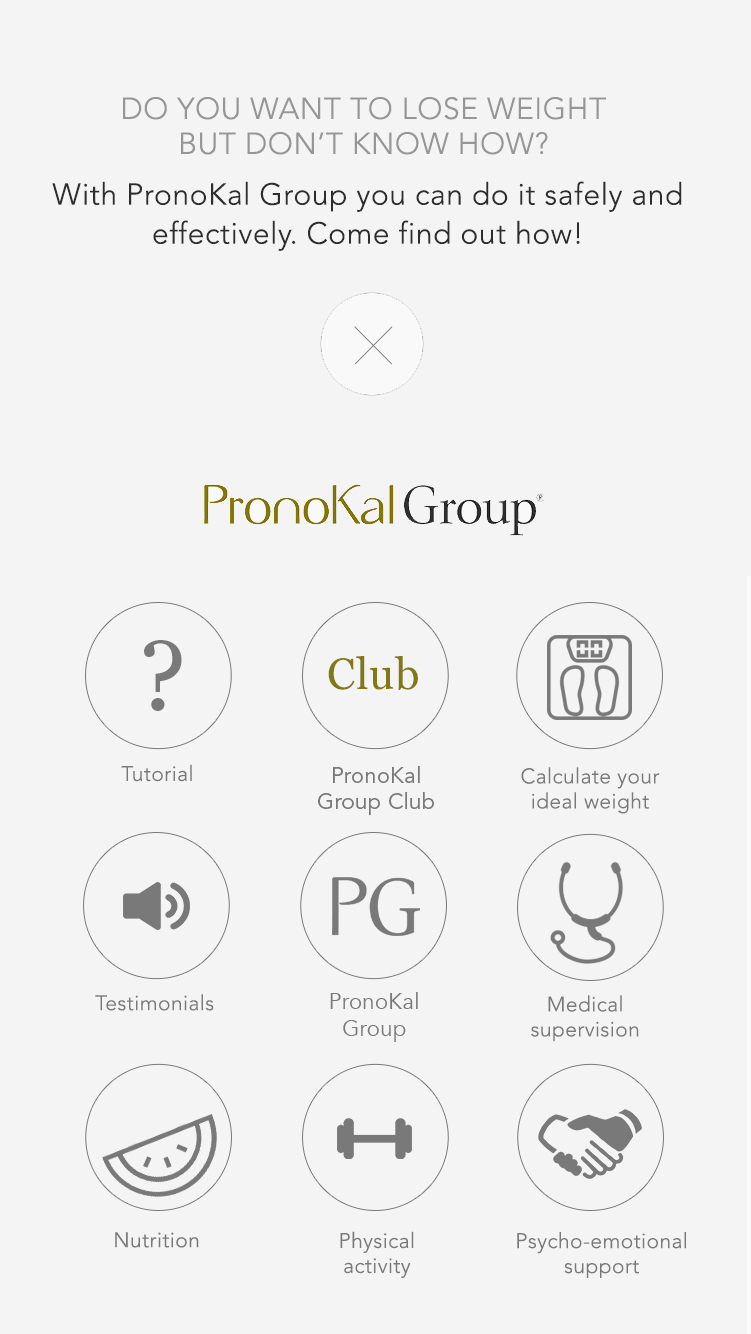 DO YOU WANT TO LOSE WEIGHT
BUT DON'T KNOW HOW?
With PronoKal Group you can do it safely and
effectively. Come find out how!
PronoKal Group®
?
Club
Tutorial
PronoKal
Group Club
Calculate your
ideal weight
PG
Testimonials
PronoKal
Group
Medical
supervision
Nutrition
Physical
activity
Psycho-emotional
support